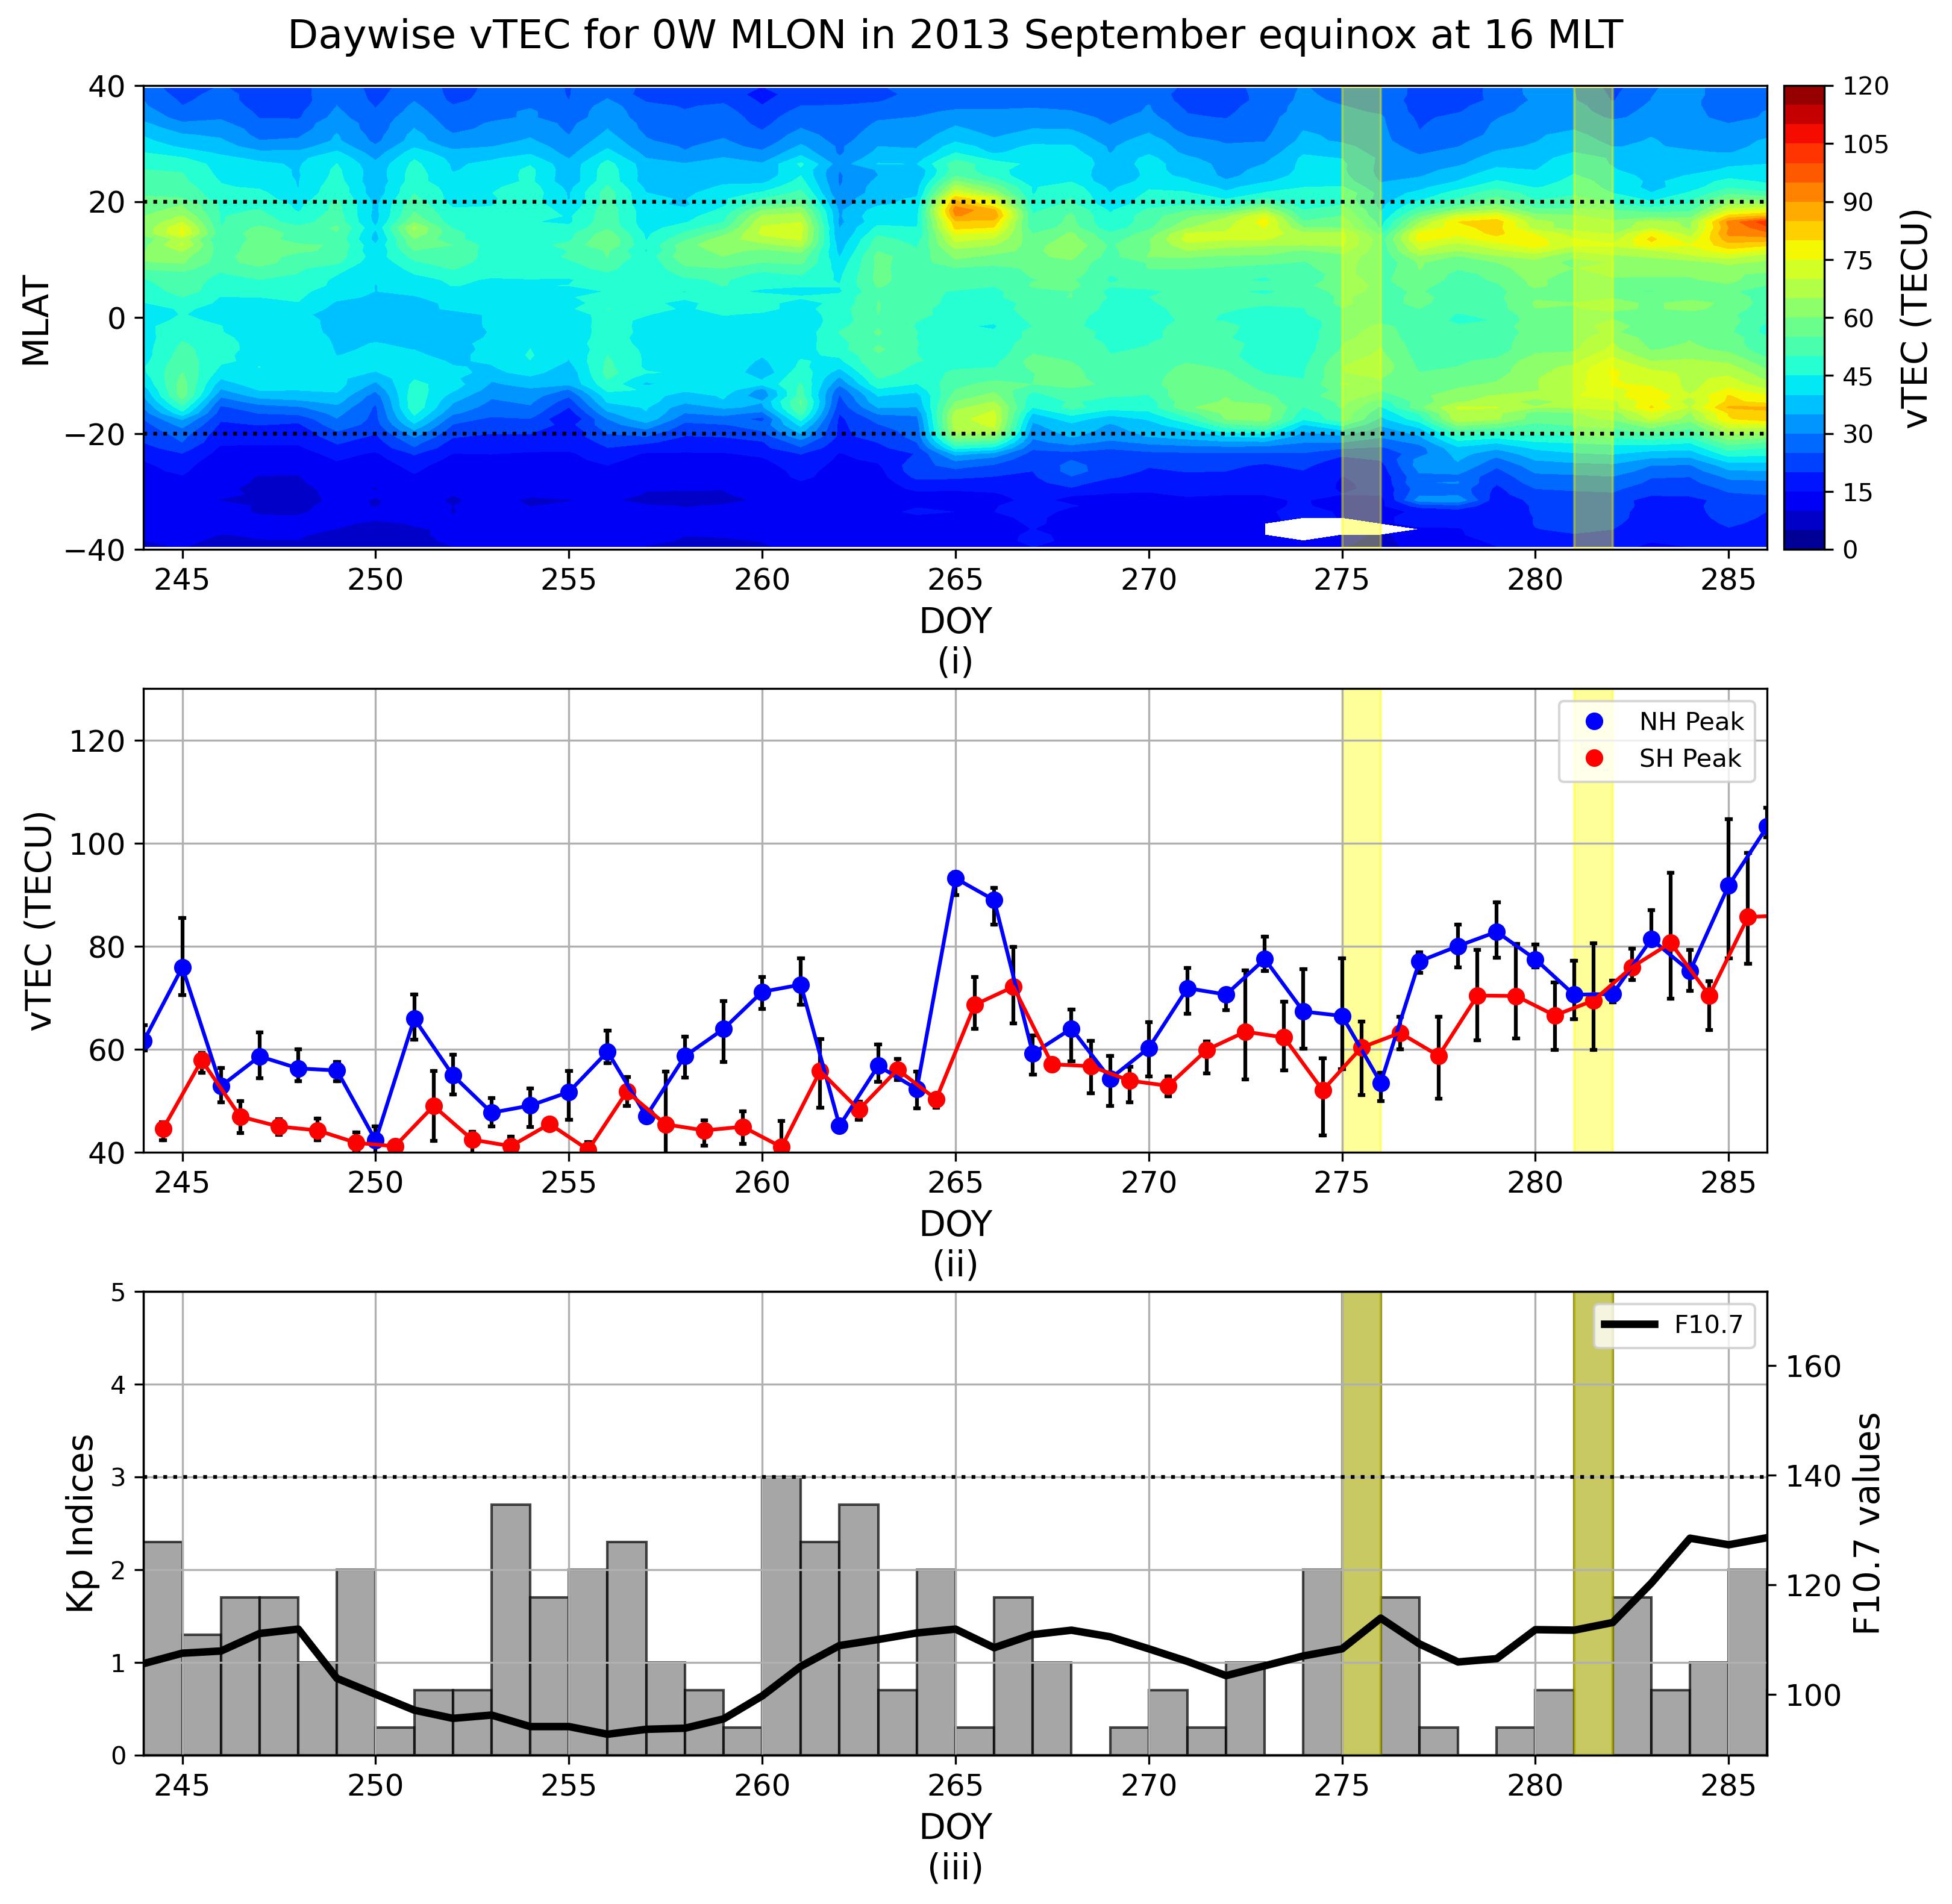 Daywise vTEC for 0W MLON in 2013 September equinox at 16 MLT
40
20
0
−20
−40
MLAT
245 250 255 260 265 270 275 280 285
DOY
(i)
120
105
90
75
60
45
30
15
0
vTEC (TECU)
120
100
80
60
40
vTEC (TECU)
NH Peak
SH Peak
245 250 255 260 265 270 275 280 285
DOY
(ii)
5
4
3
2
1
0
Kp Indices
F10.7
160
140
120
100
F10.7 values
245 250 255 260 265 270 275 280 285
DOY
(iii)